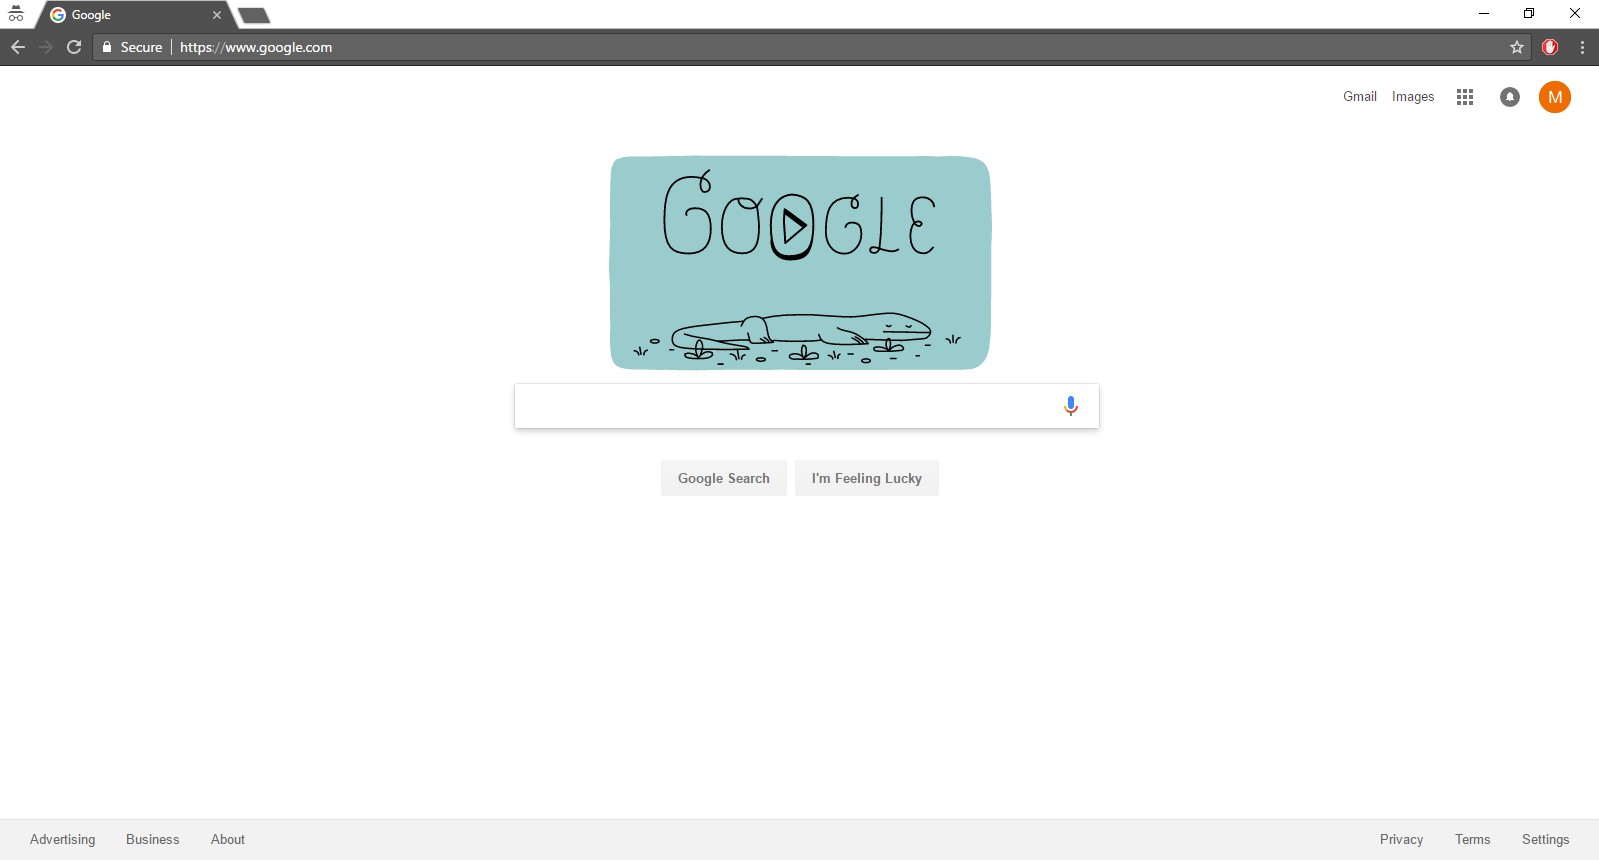 Google
Secure
https://www.google.com
Gmail
Images
M
GOOGLE
Google Search
I'm Feeling Lucky
Advertising
Business
About
Privacy
Terms
Settings